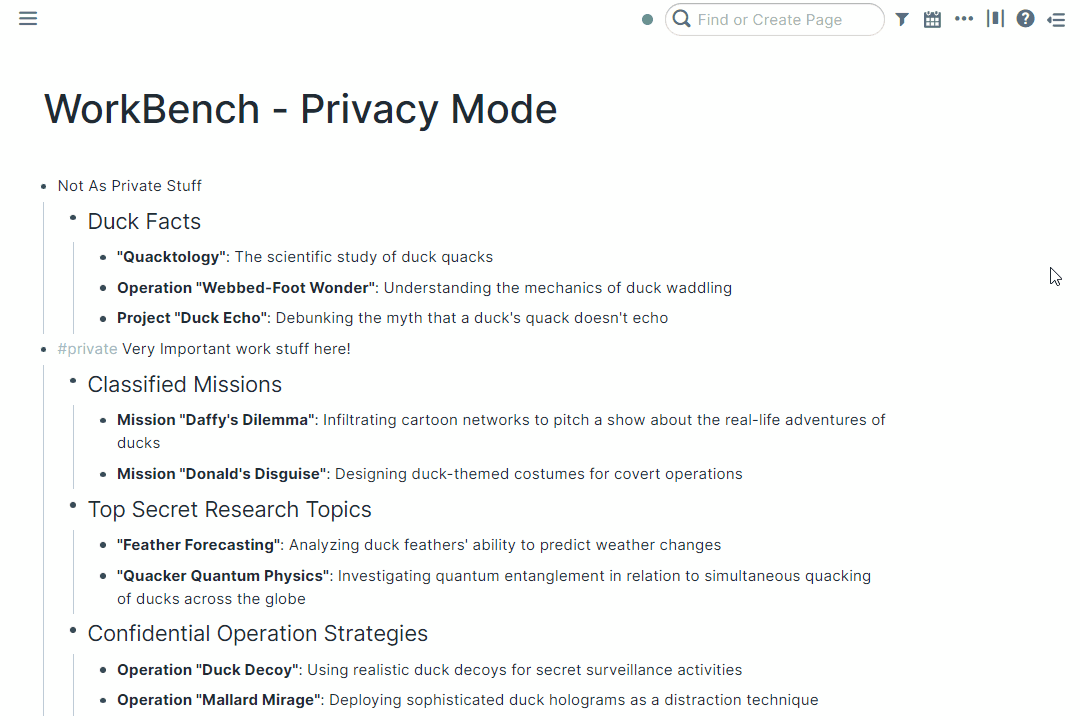 Find or Create Page
WorkBench - Privacy Mode
Not As Private Stuff
Duck Facts
"Quacktology": The scientific study of duck quacks
Operation "Webbed-Foot Wonder": Understanding the mechanics of duck waddling
Project "Duck Echo": Debunking the myth that a duck's quack doesn't echo
#private Very Important work stuff here!
Classified Missions
Mission "Daffy's Dilemma": Infiltrating cartoon networks to pitch a show about the real-life adventures of
ducks
Mission "Donald's Disguise": Designing duck-themed costumes for covert operations
Top Secret Research Topics
"Feather Forecasting": Analyzing duck feathers' ability to predict weather changes
"Quacker Quantum Physics": Investigating quantum entanglement in relation to simultaneous quacking
of ducks across the globe
Confidential Operation Strategies
Operation "Duck Decoy": Using realistic duck decoys for secret surveillance activities
Operation "Mallard Mirage": Deploying sophisticated duck holograms as a distraction technique